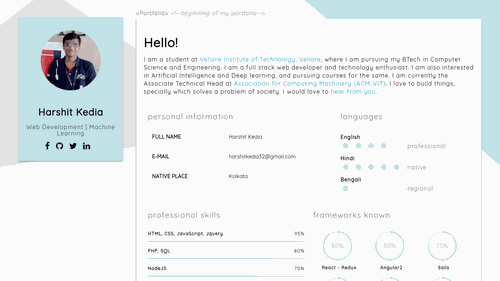 <Portfolio> <!--beginning of my portfolio-->
Harshit Kedia
Web Development | Machine
Learning
Hello!
I am a student at Vellore Institute of Technology, Vellore, where I am pursuing my BTech in Computer
Science and Engineering. I am a full stack web developer and technology enthusiast. I am also interested
in Artificial Intelligence and Deep learning, and pursuing courses for the same. I am currently the
Associate Technical Head at Association for Computing Machinery (ACM-VIT). I love to build things,
specially which solves a problem of society. I would love to hear from you.
personal information
FULL NAME Harshit Kedia
E-MAIL harshitkedia32@gmail.com
NATIVE PLACE Kolkata
languages
English
professional
Hindi
native
Bengali
regional
professional skills
HTML, CSS, JavaScript, Jquery 95%
PHP, SQL 80%
NodeJS 70%
frameworks known
90% 60% 75%
React - Redux Angular2 Sails